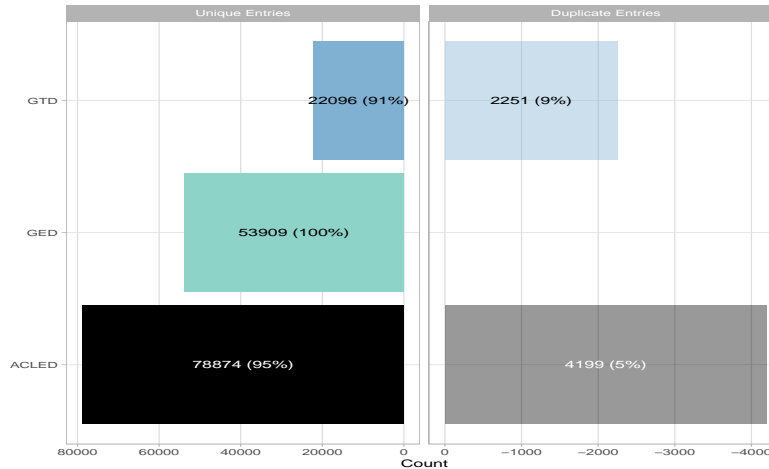 Unique Entries
Duplicate Entries
GTD
22096 (91%)
2251 (9%)
GED
53909 (100%)
ACLED
78874 (95%)
4199 (5%)
80000 60000 40000 20000 0 0 −1000 −2000 −3000 −4000
Count